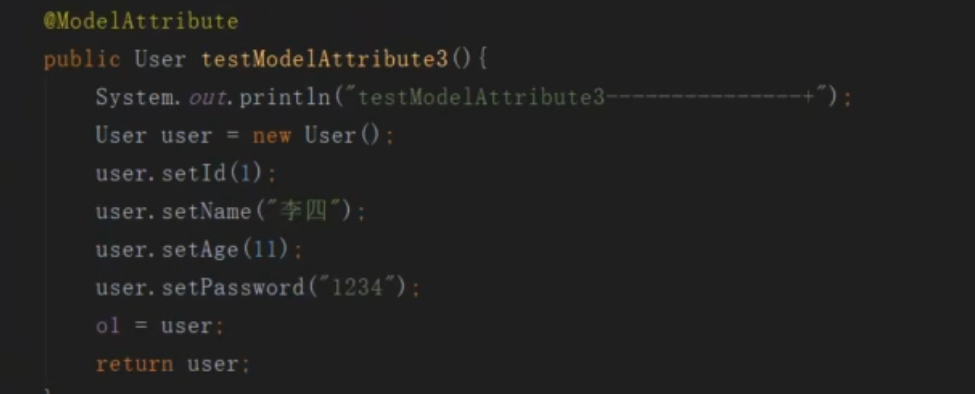 @ModelAttribute
public User testModelAttribute3(){
System.out.println("testModelAttribute3---------------+");
User user = new User();
user.setId(1);
user.setName("李四");
user.setAge(11);
user.setPassword("1234");
o1 = user;
return user;